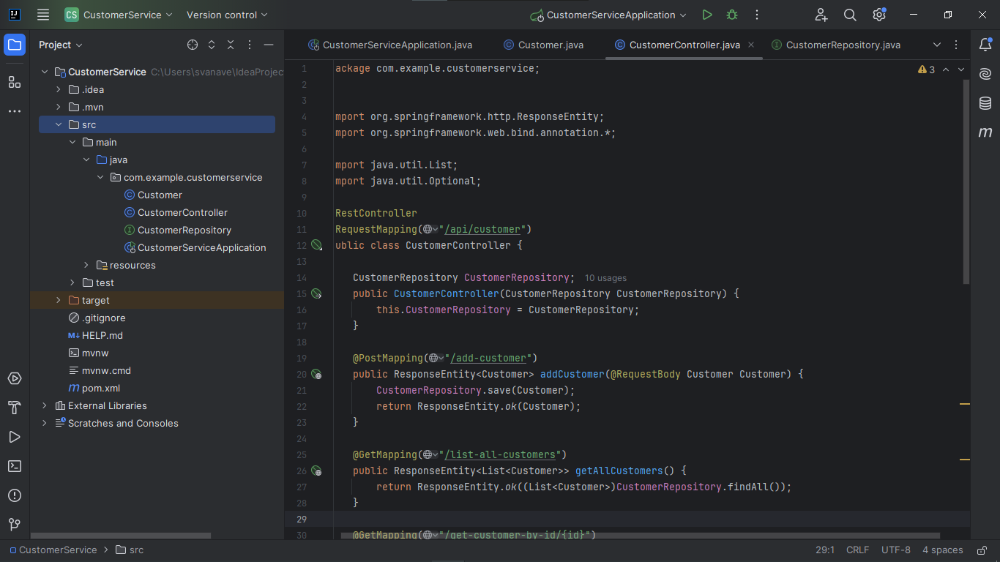 CS CustomerService Version control CustomerServiceApplication
Project
CustomerServiceApplication.java Customer.java CustomerController.java CustomerRepository.java
CustomerService C:\Users\svanave\IdeaProjec
.idea
.mvn
src
main
java
com.example.customerservice
Customer
CustomerController
CustomerRepository
CustomerServiceApplication
resources
test
target
.gitignore
M↓ HELP.md
mvnw
mvnw.cmd
m pom.xml
External Libraries
Scratches and Consoles
3
1 ackage com.example.customerservice;
2
3
4 mport org.springframework.http.ResponseEntity;
5 mport org.springframework.web.bind.annotation.*;
6
7 mport java.util.List;
8 mport java.util.Optional;
9
10 RestController
11 RequestMapping("/api/customer")
12 ublic class CustomerController {
13
14 CustomerRepository CustomerRepository; 10 usages
15 public CustomerController(CustomerRepository CustomerRepository) {
16 this.CustomerRepository = CustomerRepository;
17 }
18
19 @PostMapping("/add-customer")
20 public ResponseEntity<Customer> addCustomer(@RequestBody Customer Customer) {
21 CustomerRepository.save(Customer);
22 return ResponseEntity.ok(Customer);
23 }
24
25 @GetMapping("/list-all-customers")
26 public ResponseEntity<List<Customer>> getAllCustomers() {
27 return ResponseEntity.ok((List<Customer>)CustomerRepository.findAll());
28 }
29
30 @GetMapping("/get-customer-by-id/{id}")
m
CustomerService > src
29:1 CRLF UTF-8 4 spaces